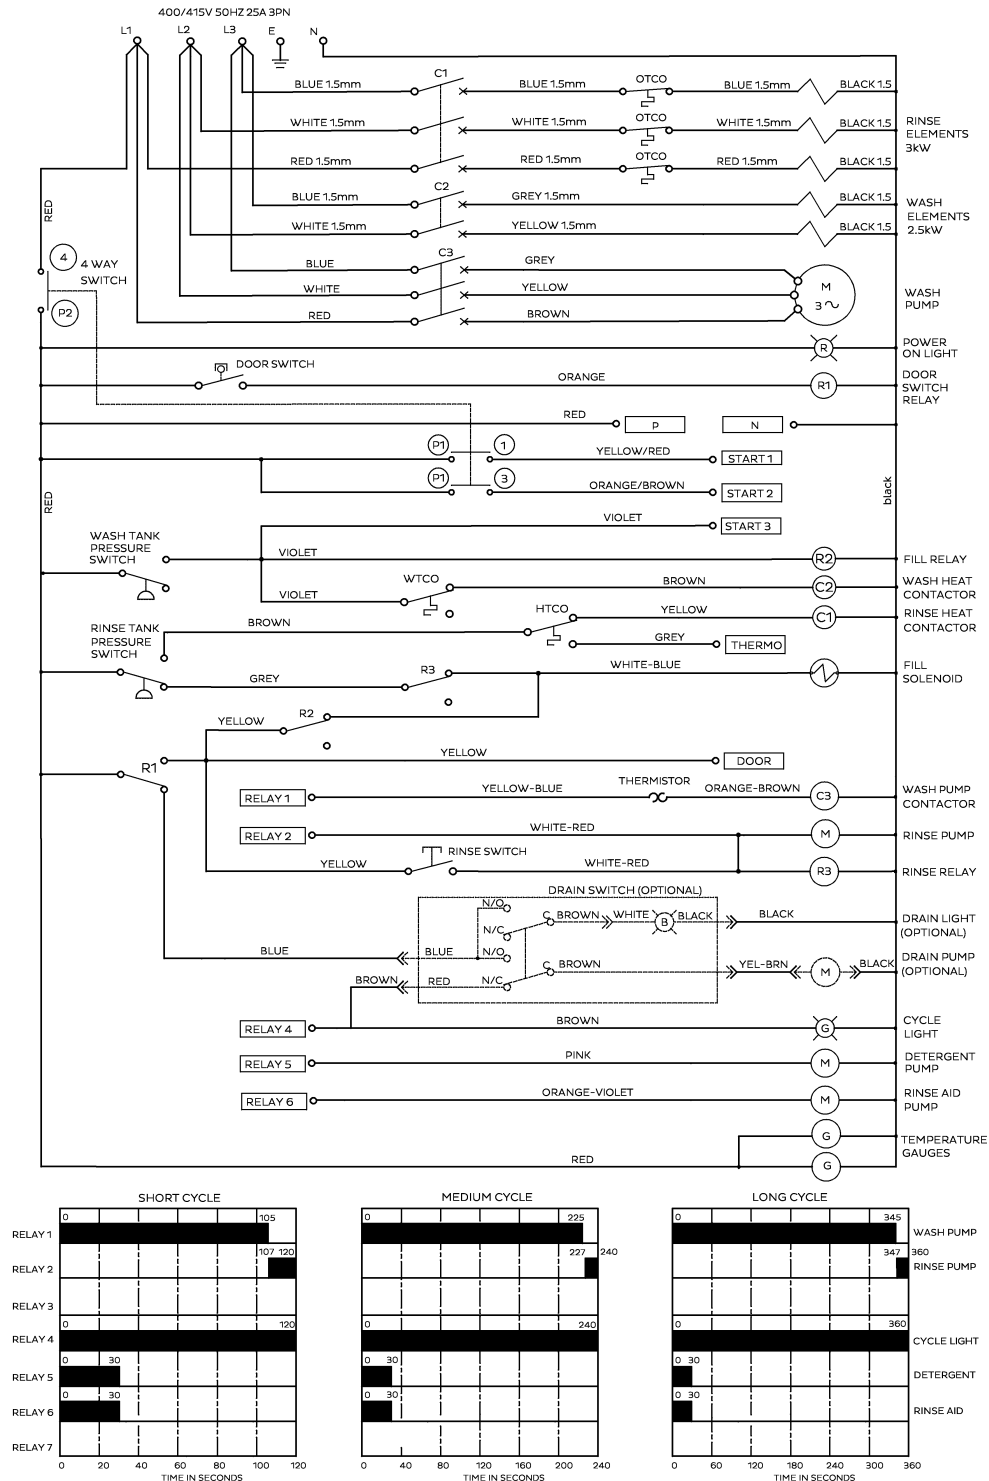 400/415V 50HZ 25A 3PN
L1
L2
L3
E
N
C1
BLUE 1.5mm
BLUE 1.5mm
OTCO
BLUE 1.5mm
BLACK 1.5
WHITE 1.5mm
WHITE 1.5mm
OTCO
WHITE 1.5mm
BLACK 1.5
RINSE
ELEMENTS
3kW
RED 1.5mm
RED 1.5mm
OTCO
RED 1.5mm
BLACK 1.5
C2
BLUE 1.5mm
GREY 1.5mm
BLACK 1.5
WASH
ELEMENTS
2.5kW
WHITE 1.5mm
YELLOW 1.5mm
BLACK 1.5
RED
4
4 WAY
SWITCH
P2
C3
BLUE
GREY
WHITE
YELLOW
RED
BROWN
M
3
WASH
PUMP
R
POWER
ON LIGHT
DOOR SWITCH
ORANGE
R1
DOOR
SWITCH
RELAY
RED
P
N
P1
1
YELLOW/RED
START 1
P1
3
ORANGE/BROWN
START 2
RED
black
VIOLET
START 3
WASH TANK
PRESSURE
SWITCH
VIOLET
R2
FILL RELAY
VIOLET
WTCO
BROWN
C2
WASH HEAT
CONTACTOR
RINSE TANK
PRESSURE
SWITCH
BROWN
HTCO
YELLOW
C1
RINSE HEAT
CONTACTOR
GREY
THERMO
GREY
R3
WHITE-BLUE
FILL
SOLENOID
YELLOW
R2
R1
YELLOW
DOOR
RELAY 1
YELLOW-BLUE
THERMISTOR
ORANGE-BROWN
C3
WASH PUMP
CONTACTOR
RELAY 2
WHITE-RED
M
RINSE PUMP
YELLOW
RINSE SWITCH
WHITE-RED
R3
RINSE RELAY
DRAIN SWITCH (OPTIONAL)
N/O
N/C
C
BROWN
WHITE
B
BLACK
BLACK
DRAIN LIGHT
(OPTIONAL)
BLUE
BLUE
N/O
N/C
C
BROWN
YEL-BRN
M
BLACK
DRAIN PUMP
(OPTIONAL)
BROWN
RED
RELAY 4
BROWN
G
CYCLE
LIGHT
RELAY 5
PINK
M
DETERGENT
PUMP
RELAY 6
ORANGE-VIOLET
M
RINSE AID
PUMP
G
TEMPERATURE
GAUGES
RED
G
SHORT CYCLE
MEDIUM CYCLE
LONG CYCLE
RELAY 1
0
105
0
225
0
345
WASH PUMP
RELAY 2
107 120
227
240
347
360
RINSE PUMP
RELAY 3
RELAY 4
0
120
0
240
0
360
CYCLE LIGHT
RELAY 5
0
30
0
30
0
30
DETERGENT
RELAY 6
0
30
0
30
0
30
RINSE AID
RELAY 7
0 20 40 60 80 100 120
0 40 80 120 160 200 240
0 60 120 180 240 300 360
TIME IN SECONDS
TIME IN SECONDS
TIME IN SECONDS